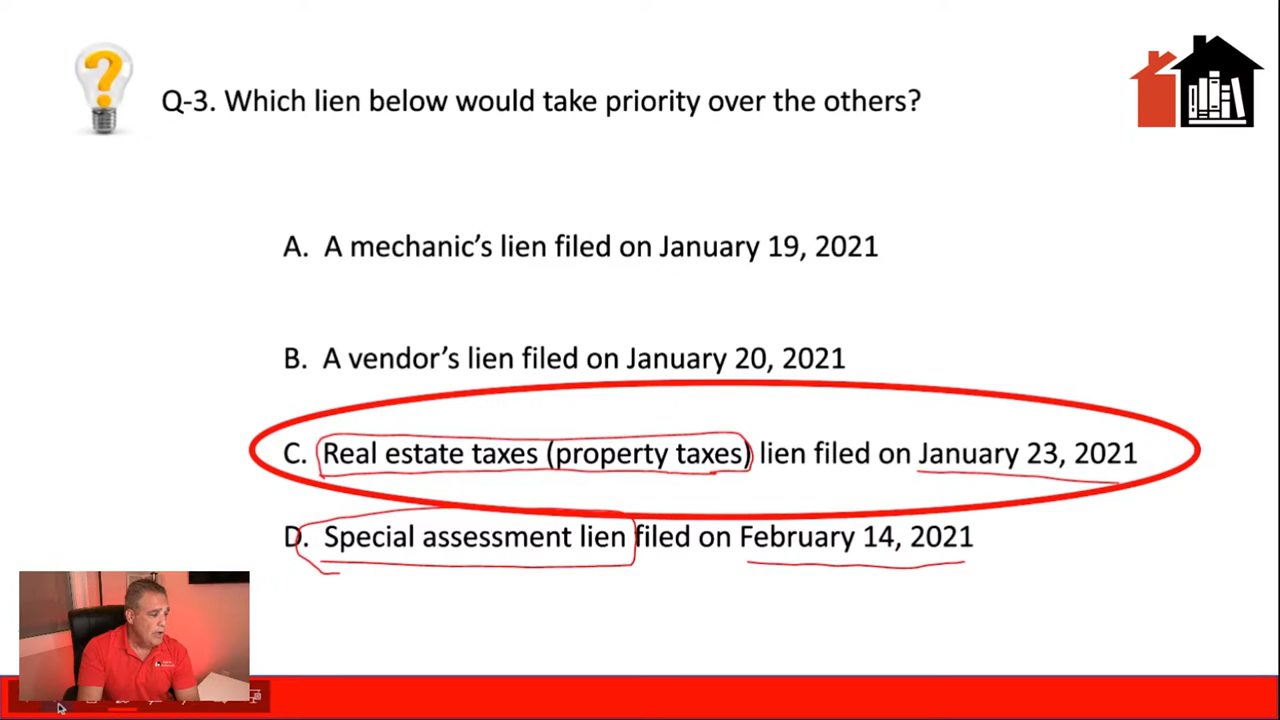 Q-3. Which lien below would take priority over the others?
A. A mechanic’s lien filed on January 19, 2021
B. A vendor’s lien filed on January 20, 2021
C. Real estate taxes (property taxes) lien filed on January 23, 2021
D. Special assessment lien filed on February 14, 2021